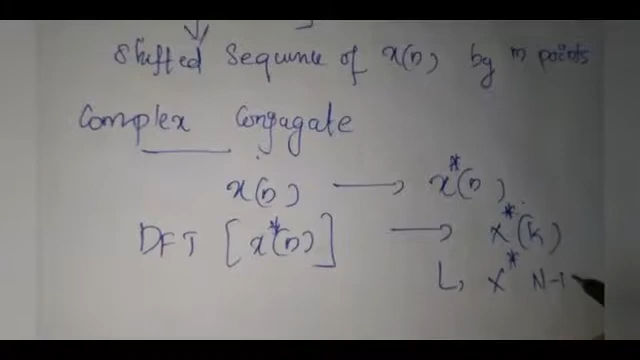 Shifted Sequence of x(n) by m points
Complex Conjugate
x(n) → x*(n)
DFT [x*(n)] → x*(k)
↳ x* N-1